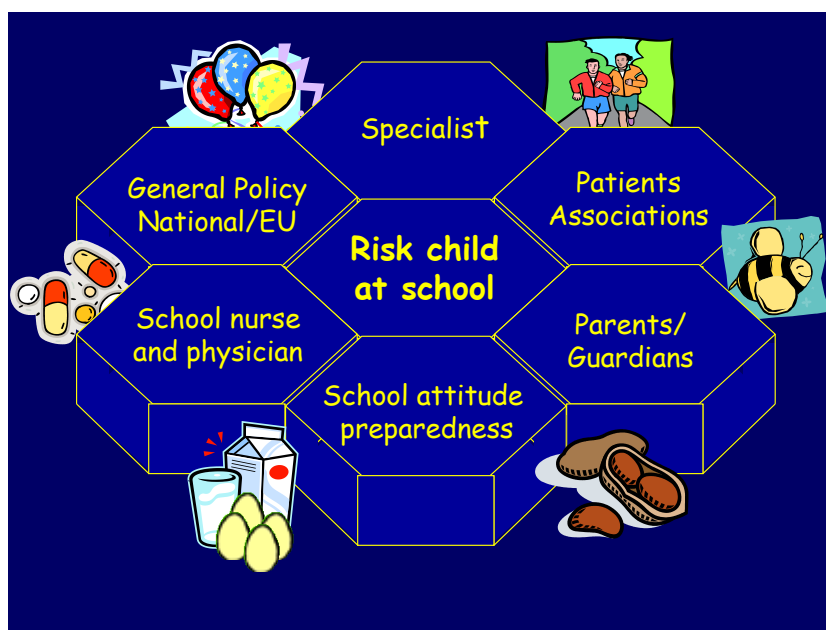 Specialist
General Policy
National/EU
Patients
Associations
Risk child
at school
School nurse
and physician
Parents/
Guardians
School attitude
preparedness